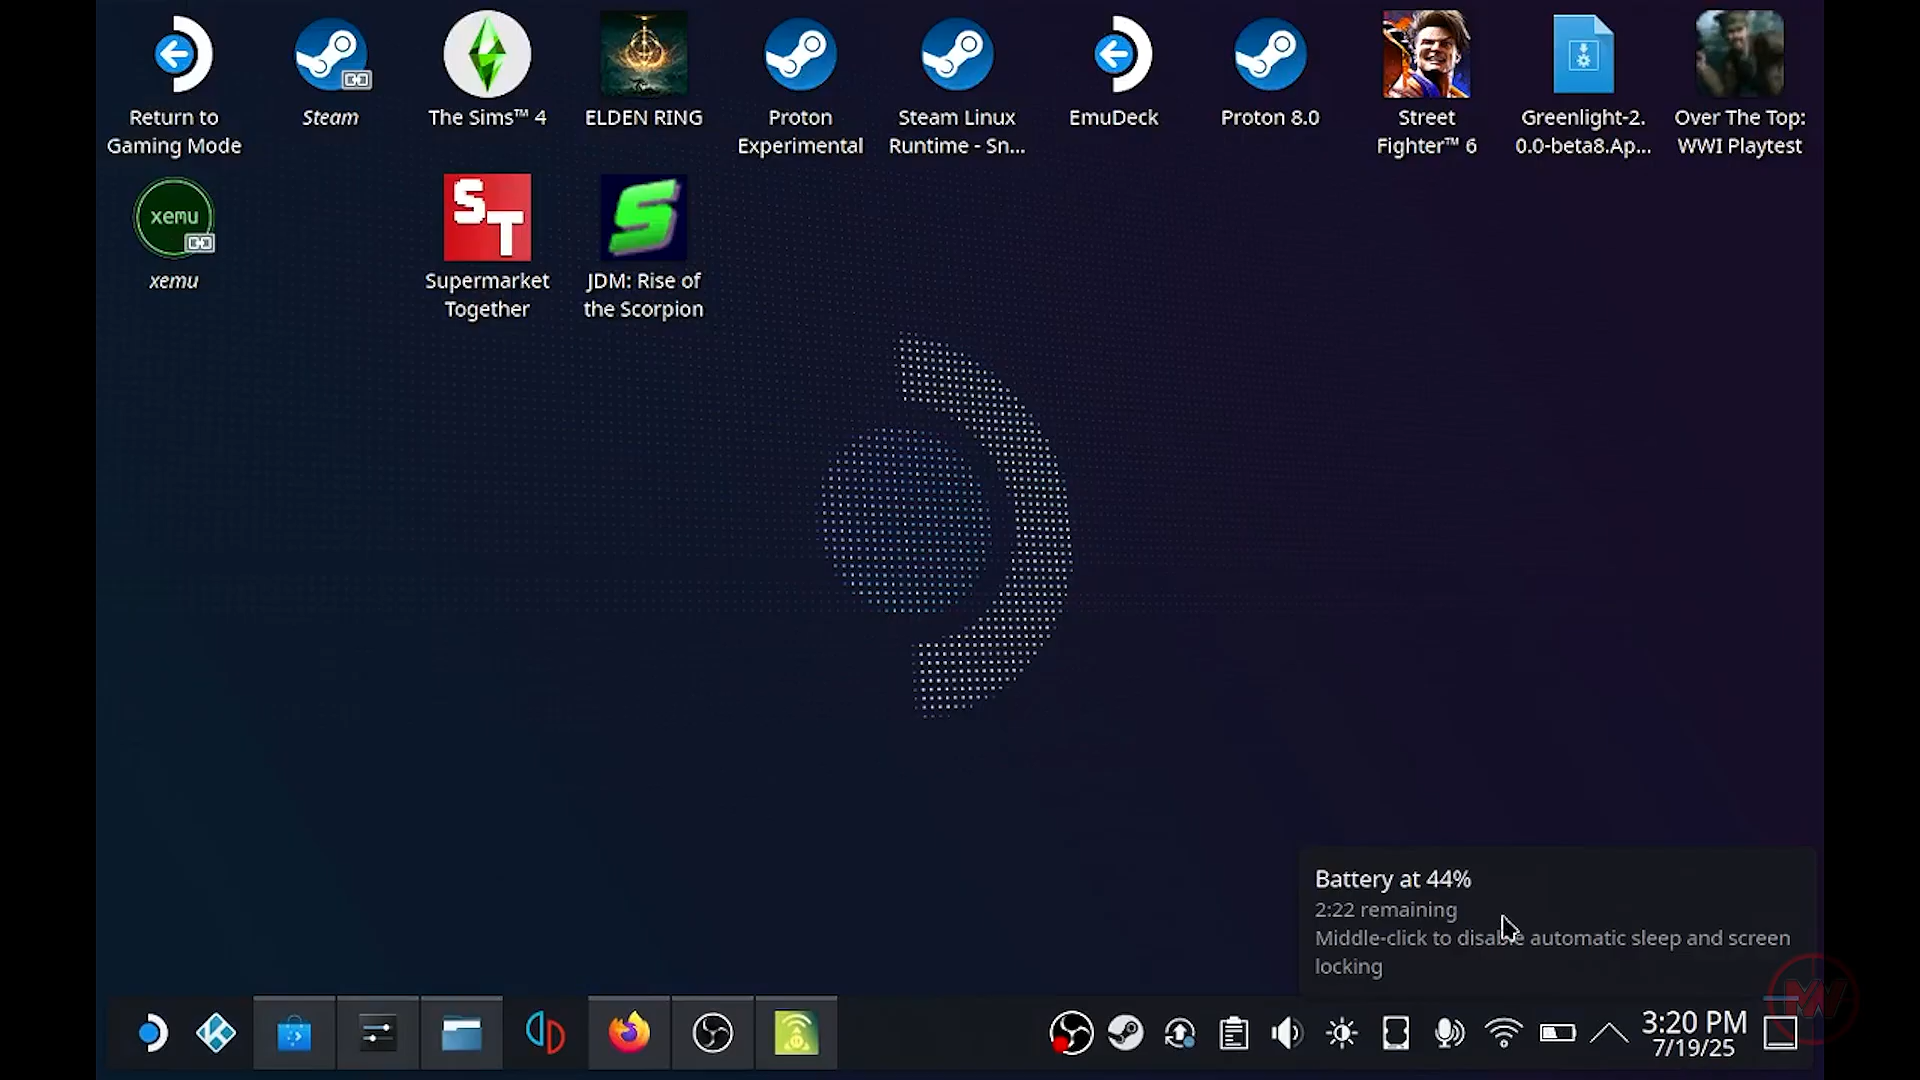 Return to
Gaming Mode
Steam
The Sims™ 4
ELDEN RING
Proton
Experimental
Steam Linux
Runtime - Sn...
EmuDeck
Proton 8.0
Street
Fighter™ 6
Greenlight-2.
0.0-beta8.Ap...
Over The Top:
WWI Playtest
xemu
xemu
ST
Supermarket
Together
S
JDM: Rise of
the Scorpion
Battery at 44%
2:22 remaining
Middle-click to disable automatic sleep and screen
locking
3:20 PM
7/19/25